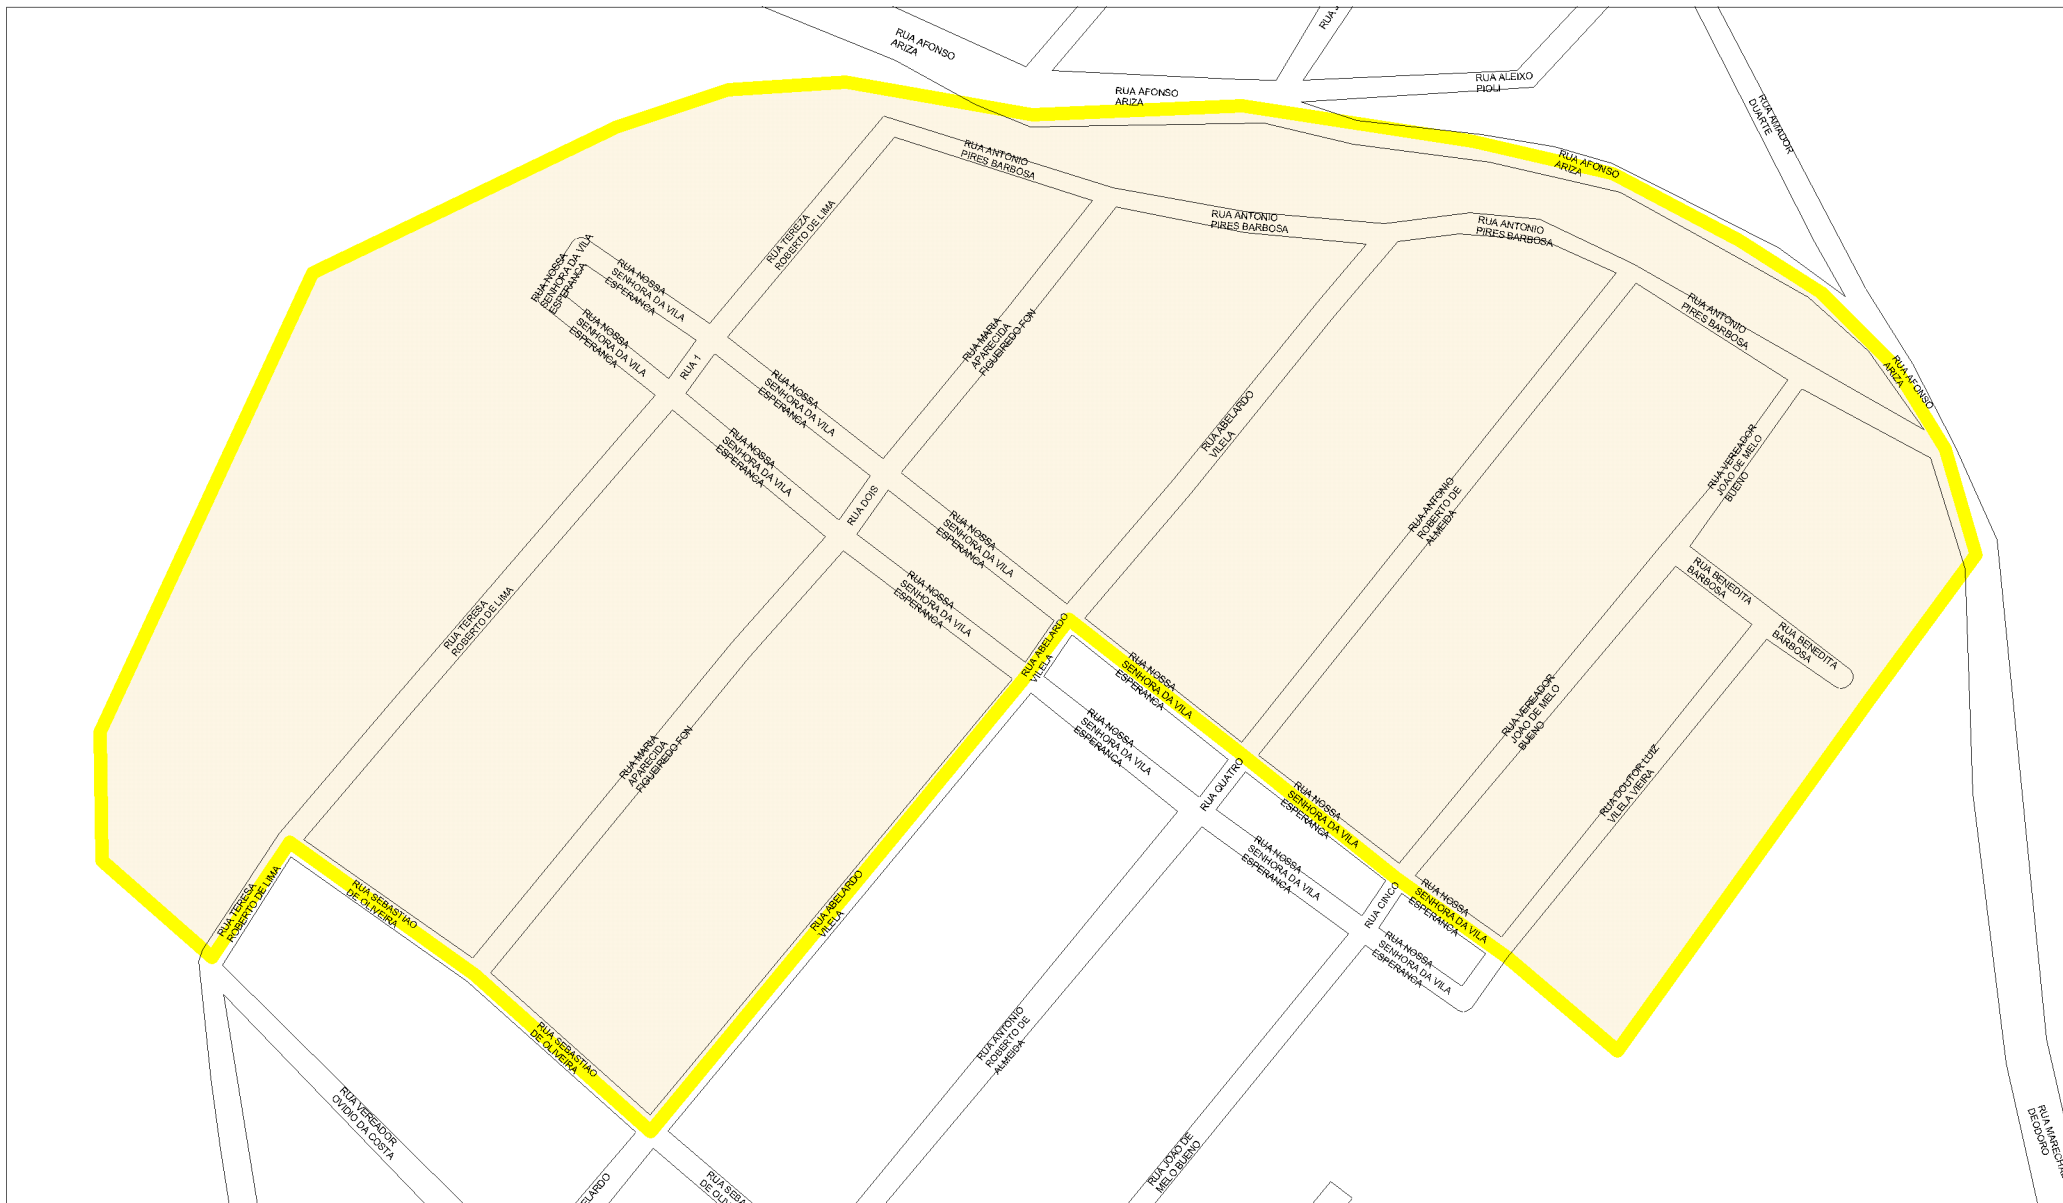 RUA AFONSO
ARIZA
RUA AFONSO
ARIZA
RUA ALEIXO
PIOLI
RUA AMADOR
DUARTE
RUA AFONSO
ARIZA
RUA ANTONIO
PIRES BARBOSA
RUA ANTONIO
PIRES BARBOSA
RUA ANTONIO
PIRES BARBOSA
RUA TEREZA
ROBERTO DE LIMA
RUA NOSSA
SENHORA DA VILA
ESPERANCA
RUA NOSSA
SENHORA DA VILA
ESPERANCA
RUA NOSSA
SENHORA DA VILA
ESPERANCA
RUA ANTONIO
PIRES BARBOSA
RUA MARIA
APARECIDA
FIGUEIREDO FON
RUA 1
RUA AFONSO
ARIZA
RUA NOSSA
SENHORA DA VILA
ESPERANCA
RUA ABELARDO
VILELA
RUA NOSSA
SENHORA DA VILA
ESPERANCA
RUA VEREADOR
JOAO DE MELO
BUENO
RUA DOIS
RUA ANTONIO
ROBERTO DE
ALMEIDA
RUA NOSSA
SENHORA DA VILA
ESPERANCA
RUA NOSSA
SENHORA DA VILA
ESPERANCA
RUA BENEDITA
BARBOSA
RUA TERESA
ROBERTO DE LIMA
RUA ABELARDO
VILELA
RUA BENEDITA
BARBOSA
RUA NOSSA
SENHORA DA VILA
ESPERANCA
RUA NOSSA
SENHORA DA VILA
ESPERANCA
RUA VEREADOR
JOAO DE MELO
BUENO
RUA MARIA
APARECIDA
FIGUEIREDO FON
RUA QUATRO
RUA DOUTOR LUIZ
VILELA VIEIRA
RUA NOSSA
SENHORA DA VILA
ESPERANCA
RUA NOSSA
SENHORA DA VILA
ESPERANCA
RUA TERESA
ROBERTO DE LIMA
RUA SEBASTIAO
DE OLIVEIRA
RUA ABELARDO
VILELA
RUA CINCO
RUA NOSSA
SENHORA DA VILA
ESPERANCA
RUA NOSSA
SENHORA DA VILA
ESPERANCA
RUA SEBASTIAO
DE OLIVEIRA
RUA ANTONIO
ROBERTO DE
ALMEIGA
RUA VEREADOR
OVIDIO DA COSTA
RUA JOAO DE
MELO BUENO
RUA MARECHAL
DEODORO